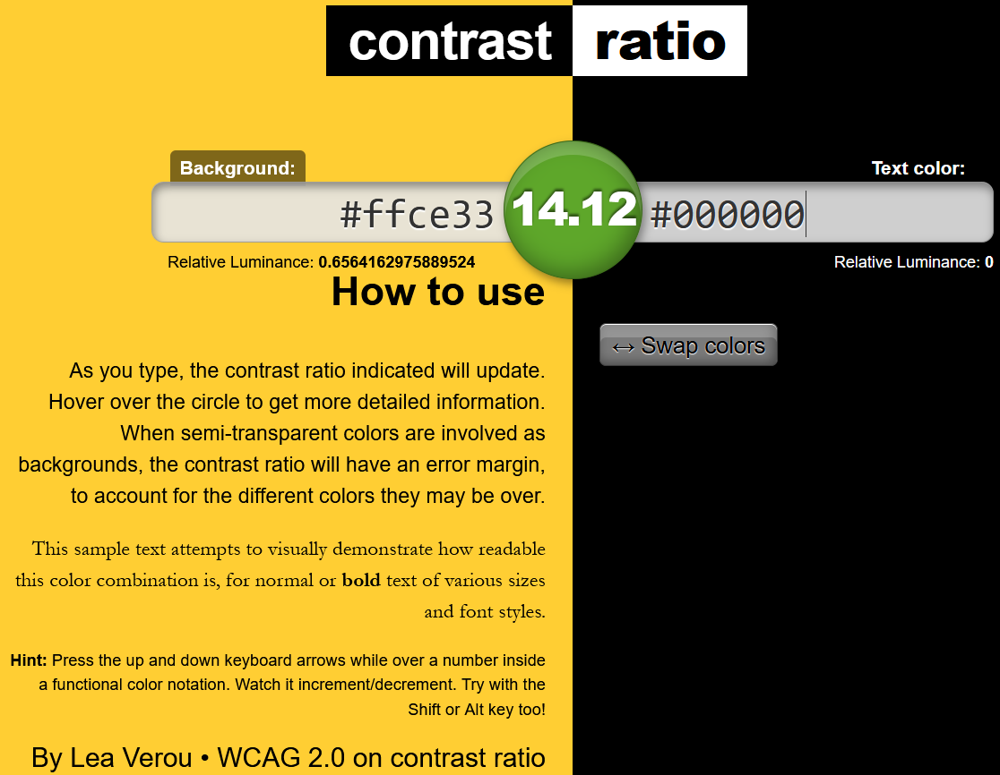 contrast ratio
Background:
Text color:
#ffce33
14.12
#000000
Relative Luminance: 0.6564162975889524
Relative Luminance: 0
How to use
↔ Swap colors
As you type, the contrast ratio indicated will update.
Hover over the circle to get more detailed information.
When semi-transparent colors are involved as
backgrounds, the contrast ratio will have an error margin,
to account for the different colors they may be over.
This sample text attempts to visually demonstrate how readable
this color combination is, for normal or bold text of various sizes
and font styles.
Hint: Press the up and down keyboard arrows while over a number inside
a functional color notation. Watch it increment/decrement. Try with the
Shift or Alt key too!
By Lea Verou • WCAG 2.0 on contrast ratio